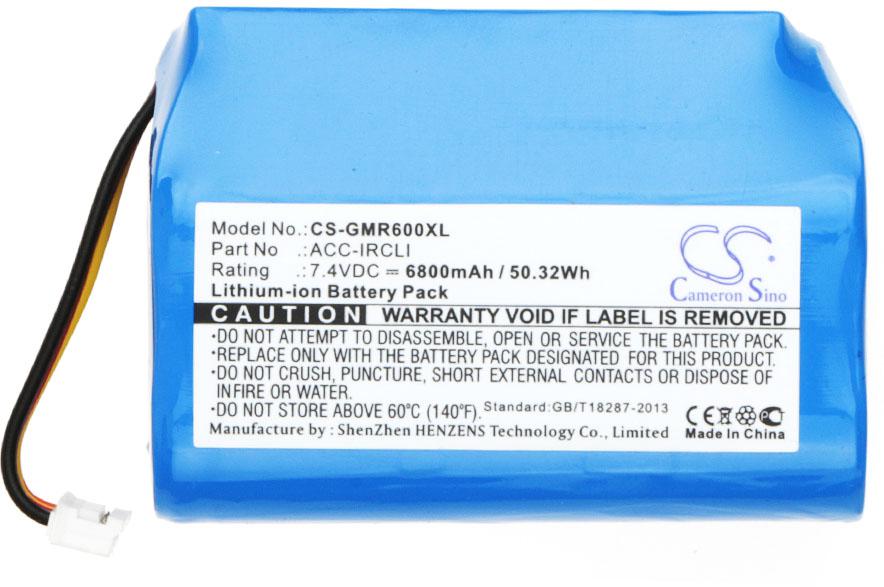 Model No.:CS-GMR600XL
Part No .:ACC-IRCLI
Rating .:7.4VDC ⎓ 6800mAh / 50.32Wh
Lithium-ion Battery Pack
CS
Cameron Sino
CAUTION WARRANTY VOID IF LABEL IS REMOVED
•DO NOT ATTEMPT TO DISASSEMBLE, OPEN OR SERVICE THE BATTERY PACK.
•REPLACE ONLY WITH THE BATTERY PACK DESIGNATED FOR THIS PRODUCT.
•DO NOT CRUSH, PUNCTURE, SHORT EXTERNAL CONTACTS OR DISPOSE OF
INFIRE OR WATER.
•DO NOT STORE ABOVE 60°C (140°F). Standard:GB/T18287-2013
Manufacture by : ShenZhen HENZENS Technology Co., Limited
CE
Made In China